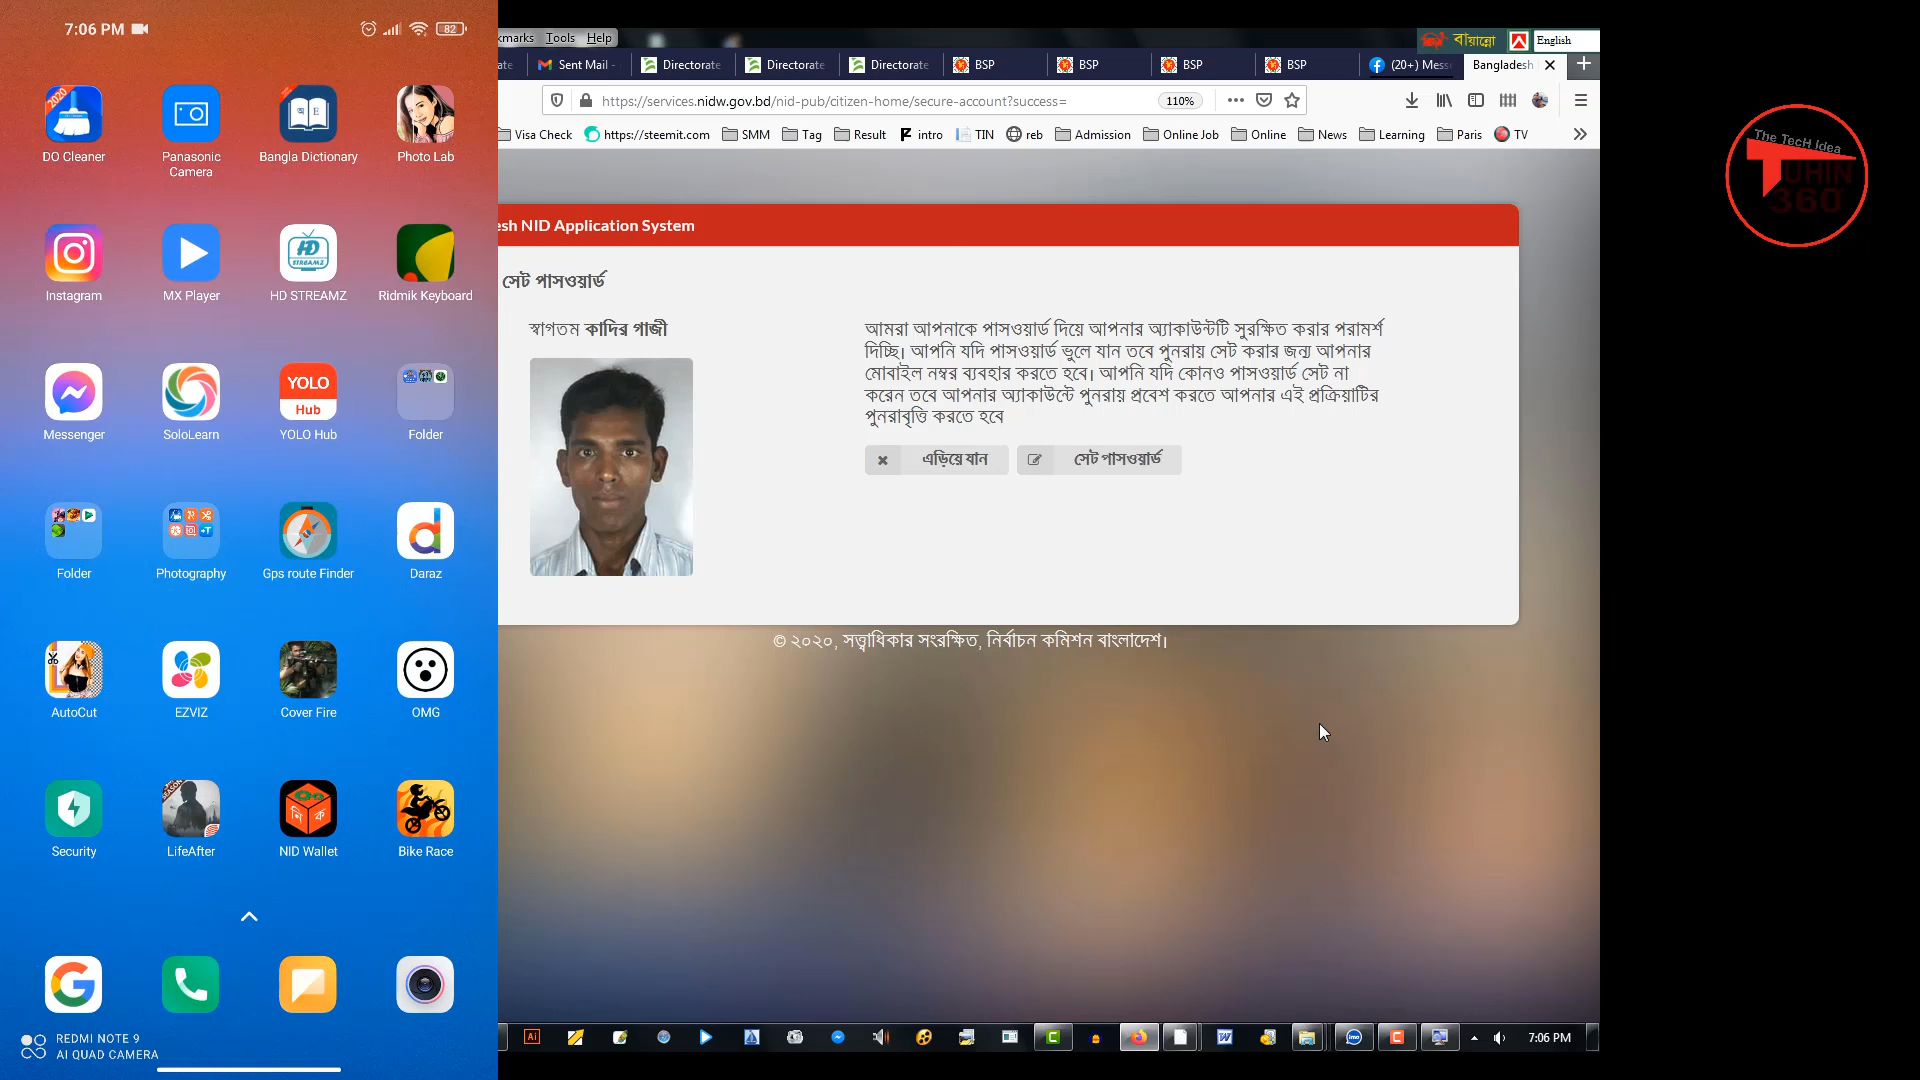 7:06 PM
82
2020
DO Cleaner
Panasonic
Camera
Bangla Dictionary
Photo Lab
HD
STREAMZ
Instagram
MX Player
HD STREAMZ
Ridmik Keyboard
YOLO
Hub
Messenger
SoloLearn
YOLO Hub
Folder
Folder
Photography
Gps route Finder
Daraz
AutoCut
EZVIZ
Cover Fire
OMG
নি র্ক
Security
LifeAfter
NID Wallet
Bike Race
REDMI NOTE 9
AI QUAD CAMERA
kmarks Tools Help
বায়ান্নো English
ate Sent Mail - Directorate Directorate Directorate BSP BSP BSP BSP (20+) Mess Bangladesh
https://services.nidw.gov.bd/nid-pub/citizen-home/secure-account?success= 110%
Visa Check https://steemit.com SMM Tag Result intro TIN reb Admission Online Job Online News Learning Paris TV
esh NID Application System
সেট পাসওয়ার্ড
স্বাগতম কাদির গাজী
আমরা আপনাকে পাসওয়ার্ড দিয়ে আপনার অ্যাকাউন্টটি সুরক্ষিত করার পরামর্শ
দিচ্ছি। আপনি যদি পাসওয়ার্ড ভুলে যান তবে পুনরায় সেট করার জন্য আপনার
মোবাইল নম্বর ব্যবহার করতে হবে। আপনি যদি কোনও পাসওয়ার্ড সেট না
করেন তবে আপনার অ্যাকাউন্টে পুনরায় প্রবেশ করতে আপনার এই প্রক্রিয়াটির
পুনরাবৃত্তি করতে হবে
এড়িয়ে যান সেট পাসওয়ার্ড
© ২০২০, সত্ত্বাধিকার সংরক্ষিত, নির্বাচন কমিশন বাংলাদেশ।
Ai
imo
7:06 PM
The TecH Idea
TUHIN
360